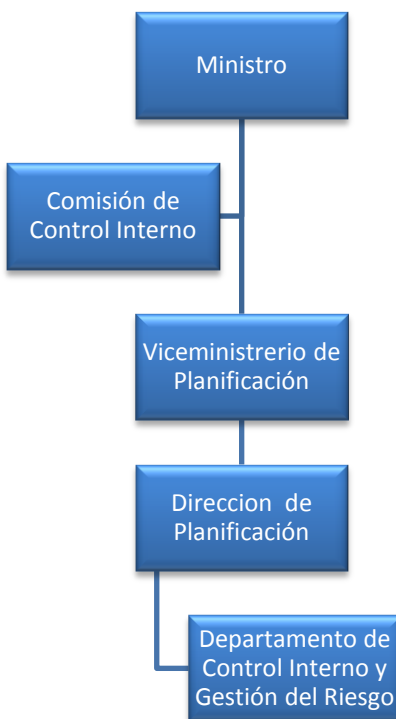 Ministro
Comisión de
Control Interno
Viceministrerio de
Planificación
Direccion de
Planificación
Departamento de
Control Interno y
Gestión del Riesgo